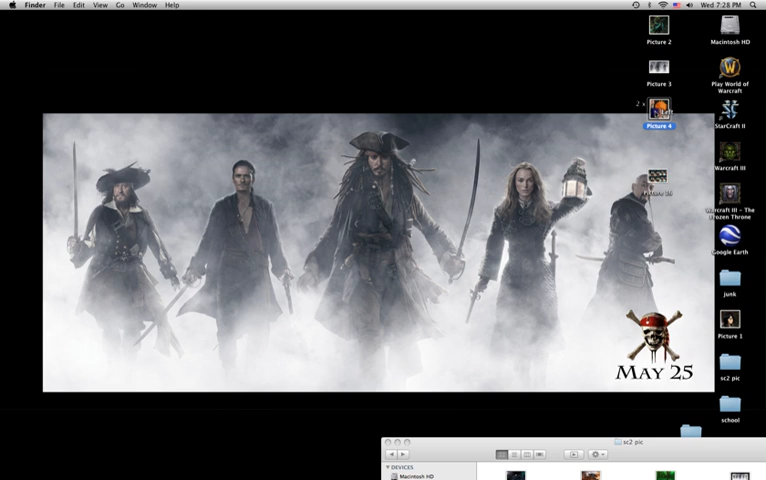 Finder File Edit View Go Window Help
Wed 7:28 PM
Picture 2
Macintosh HD
Picture 3
Play World of
Warcraft
2 x
Left
Picture 4
StarCraft II
Warcraft III
Warcraft III - The
Frozen Throne
Google Earth
junk
Picture 1
MAY 25
sc2 pic
school
sc2 pic
DEVICES
Macintosh HD